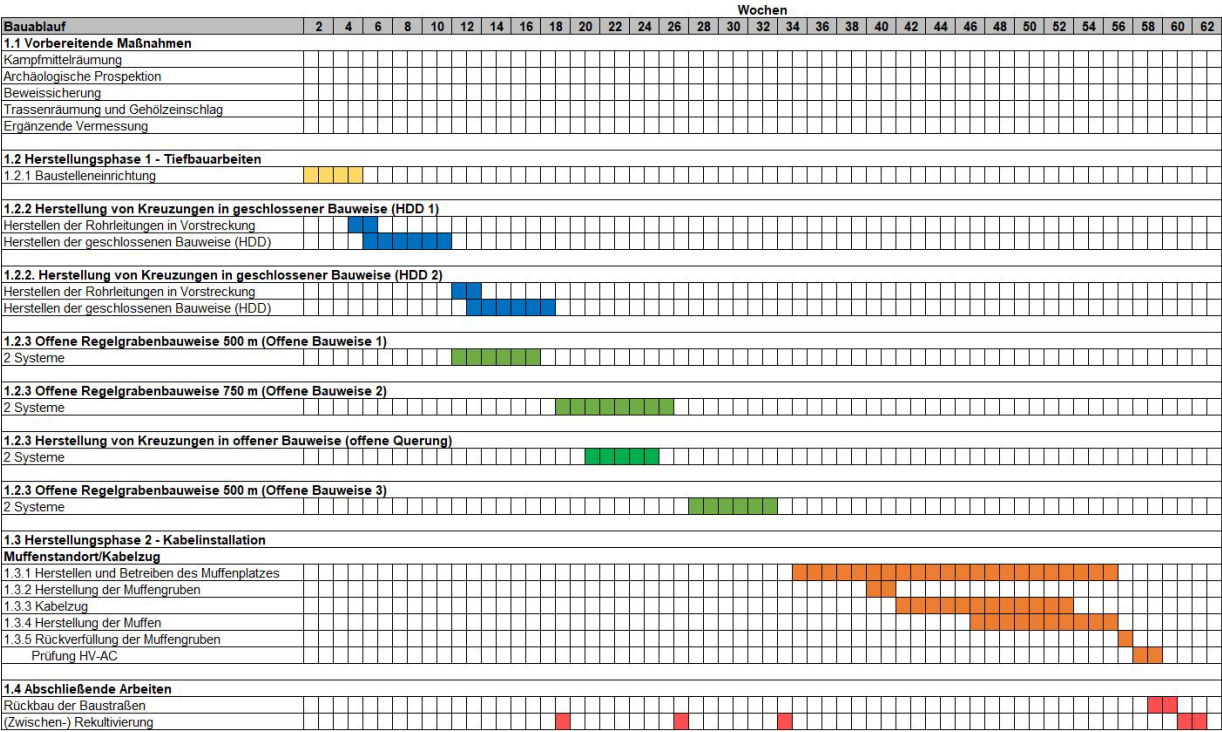 Wochen
Bauablauf 2 4 6 8 10 12 14 16 18 20 22 24 26 28 30 32 34 36 38 40 42 44 46 48 50 52 54 56 58 60 62
1.1 Vorbereitende Maßnahmen
Kampfmittelräumung
Archäologische Prospektion
Beweissicherung
Trassenräumung und Gehölzeinschlag
Ergänzende Vermessung
1.2 Herstellungsphase 1 - Tiefbauarbeiten
1.2.1 Baustelleneinrichtung
1.2.2 Herstellung von Kreuzungen in geschlossener Bauweise (HDD 1)
Herstellen der Rohrleitungen in Vorstreckung
Herstellen der geschlossenen Bauweise (HDD)
1.2.2. Herstellung von Kreuzungen in geschlossener Bauweise (HDD 2)
Herstellen der Rohrleitungen in Vorstreckung
Herstellen der geschlossenen Bauweise (HDD)
1.2.3 Offene Regelgrabenbauweise 500 m (Offene Bauweise 1)
2 Systeme
1.2.3 Offene Regelgrabenbauweise 750 m (Offene Bauweise 2)
2 Systeme
1.2.3 Herstellung von Kreuzungen in offener Bauweise (offene Querung)
2 Systeme
1.2.3 Offene Regelgrabenbauweise 500 m (Offene Bauweise 3)
2 Systeme
1.3 Herstellungsphase 2 - Kabelinstallation
Muffenstandort/Kabelzug
1.3.1 Herstellen und Betreiben des Muffenplatzes
1.3.2 Herstellung der Muffengruben
1.3.3 Kabelzug
1.3.4 Herstellung der Muffen
1.3.5 Rückverfüllung der Muffengruben
Prüfung HV-AC
1.4 Abschließende Arbeiten
Rückbau der Baustraßen
(Zwischen-) Rekultivierung